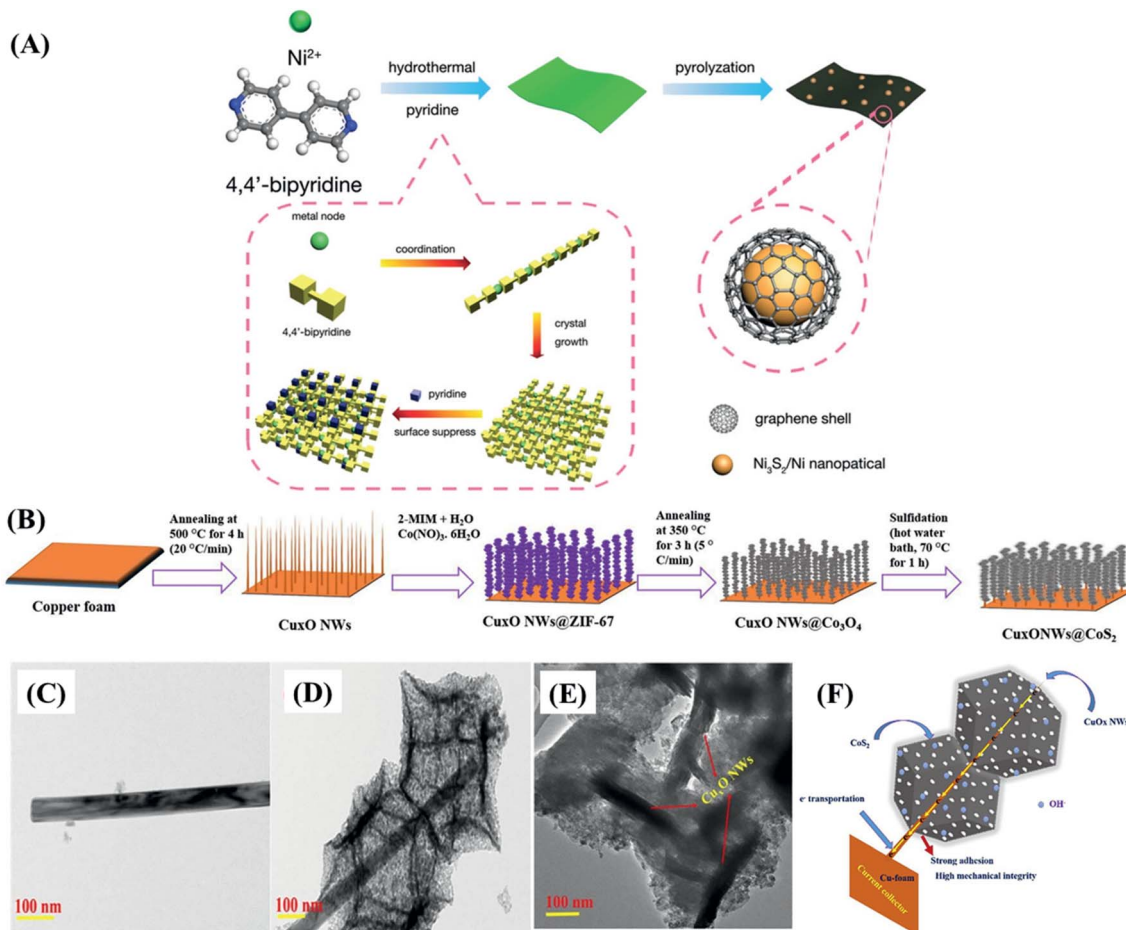 (A)
Ni²⁺
hydrothermal
pyridine
pyrolyzation
4,4'-bipyridine
metal node
coordination
4,4'-bipyridine
crystal
growth
pyridine
surface suppress
graphene shell
Ni₃S₂/Ni nanopatical
(B)
Annealing at
500 °C for 4 h
(20 °C/min)
2-MIM + H₂O
Co(NO)₃. 6H₂O
Annealing
at 350 °C
for 3 h (5 °
C/min)
Sulfidation
(hot water
bath, 70 °C
for 1 h)
Copper foam
CuxO NWs
CuxO NWs@ZIF-67
CuxO NWs@Co₃O₄
CuxONWs@CoS₂
(C)
100 nm
(D)
100 nm
(E)
CuₓO NWs
100 nm
(F)
CuOx NWs
CoS₂
OH⁻
e⁻ transportation
Strong adhesion
High mechanical integrity
Cu-foam
Current collector